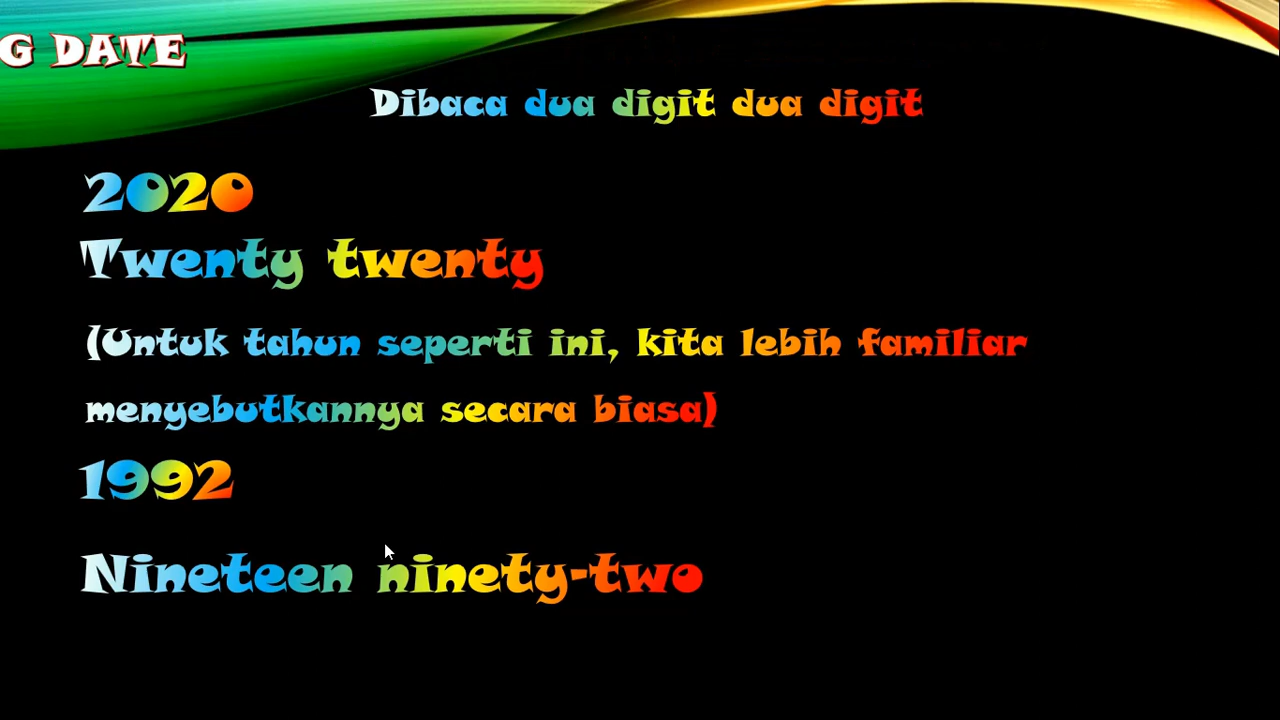 G DATE
Dibaca dua digit dua digit
2020
Twenty twenty
(Untuk tahun seperti ini, kita lebih familiar
menyebutkannya secara biasa)
1992
Nineteen ninety-two